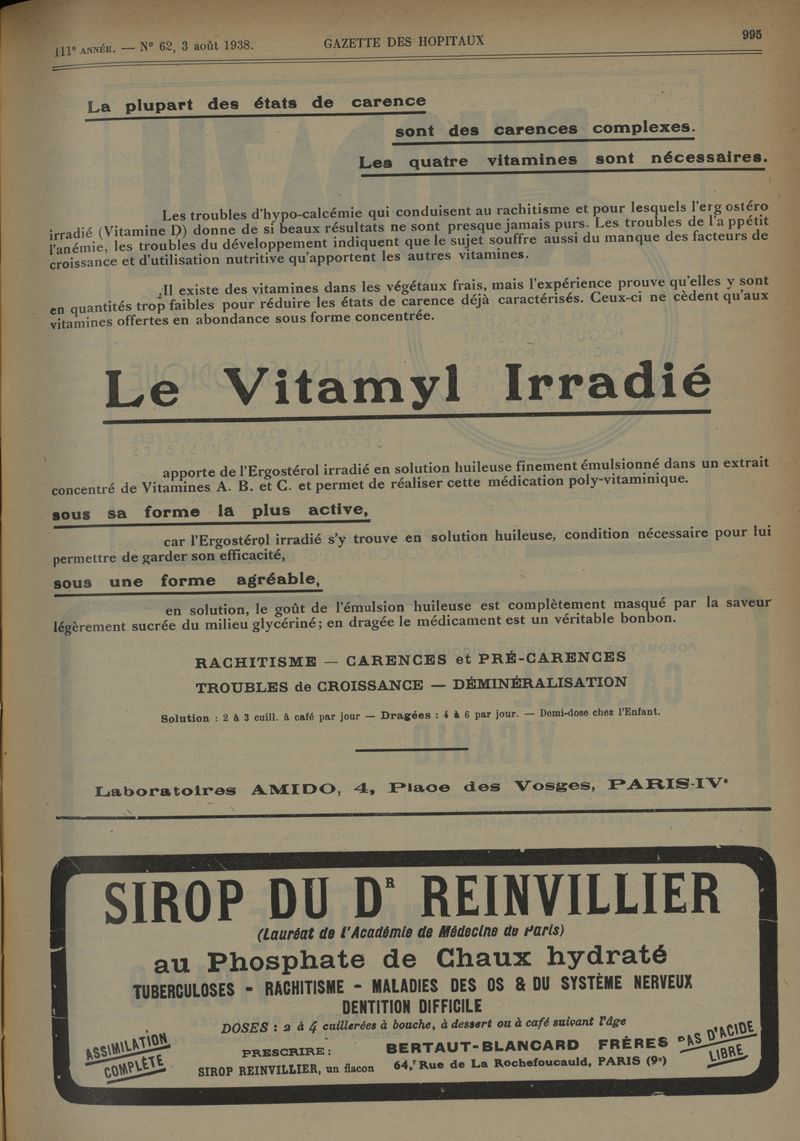 111e ANNÉE. — N° 62, 3 août 1938.
GAZETTE DES HOPITAUX
995
La plupart des états de carence
sont des carences complexes.
Les quatre vitamines sont nécessaires.
Les troubles d'hypo-calcémie qui conduisent au rachitisme et pour lesquels l'erg ostéro
irradié (Vitamine D) donne de si beaux résultats ne sont presque jamais purs. Les troubles de l'a ppétit
l'anémie, les troubles du développement indiquent que le sujet souffre aussi du manque des facteurs de
croissance et d'utilisation nutritive qu'apportent les autres vitamines.
Il existe des vitamines dans les végétaux frais, mais l'expérience prouve qu'elles y sont
en quantités trop faibles pour réduire les états de carence déjà caractérisés. Ceux-ci ne cèdent qu'aux
vitamines offertes en abondance sous forme concentrée.
Le Vitamyl Irradié
apporte de l'Ergostérol irradié en solution huileuse finement émulsionné dans un extrait
concentré de Vitamines A. B. et C. et permet de réaliser cette médication poly-vitaminique.
sous sa forme la plus active,
car l'Ergostérol irradié s'y trouve en solution huileuse, condition nécessaire pour lui
permettre de garder son efficacité,
sous une forme agréable,
en solution, le goût de l'émulsion huileuse est complètement masqué par la saveur
légèrement sucrée du milieu glycériné; en dragée le médicament est un véritable bonbon.
RACHITISME — CARENCES et PRÉ-CARENCES
TROUBLES de CROISSANCE — DÉMINÉRALISATION
Solution : 2 à 3 cuill. à café par jour — Dragées : 4 à 6 par jour. — Demi-dose chez l'Enfant.
Laboratoires AMIDO, 4, Place des Vosges, PARIS-IVe
SIROP DU DR REINVILLIER
(Lauréat de l'Académie de Médecine de Paris)
au Phosphate de Chaux hydraté
TUBERCULOSES - RACHITISME - MALADIES DES OS & DU SYSTÈME NERVEUX
DENTITION DIFFICILE
DOSES : 2 à 4 cuillerées à bouche, à dessert ou à café suivant l'âge
ASSIMILATION
COMPLÈTE
PRESCRIRE :
SIROP REINVILLIER, un flacon
BERTAUT-BLANCARD FRÈRES
64, Rue de La Rochefoucauld, PARIS (9e)
PAS D'ACIDE
LIBRE